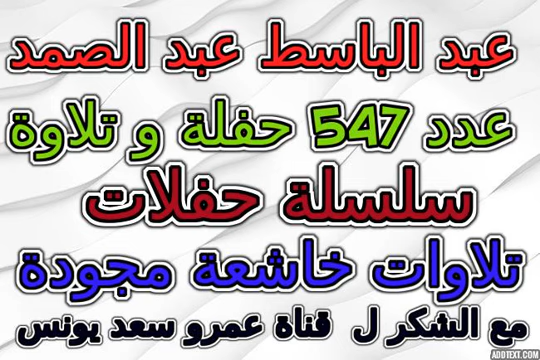 عبد الباسط عبد الصمد
عدد 547 حفلة و تلاوة
سلسلة حفلات
تلاوات خاشعة مجودة
مع الشكر ل قناة عمرو سعد يونس
ADDTEXT.COM